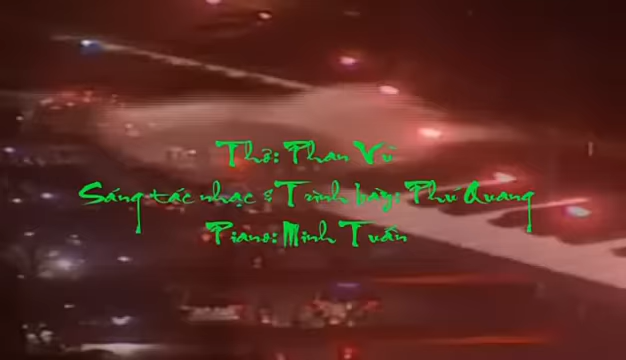 Thơ: Phan Vũ
Sáng tác nhạc & Trình bày: Phú Quang
Piano: Minh Tuấn